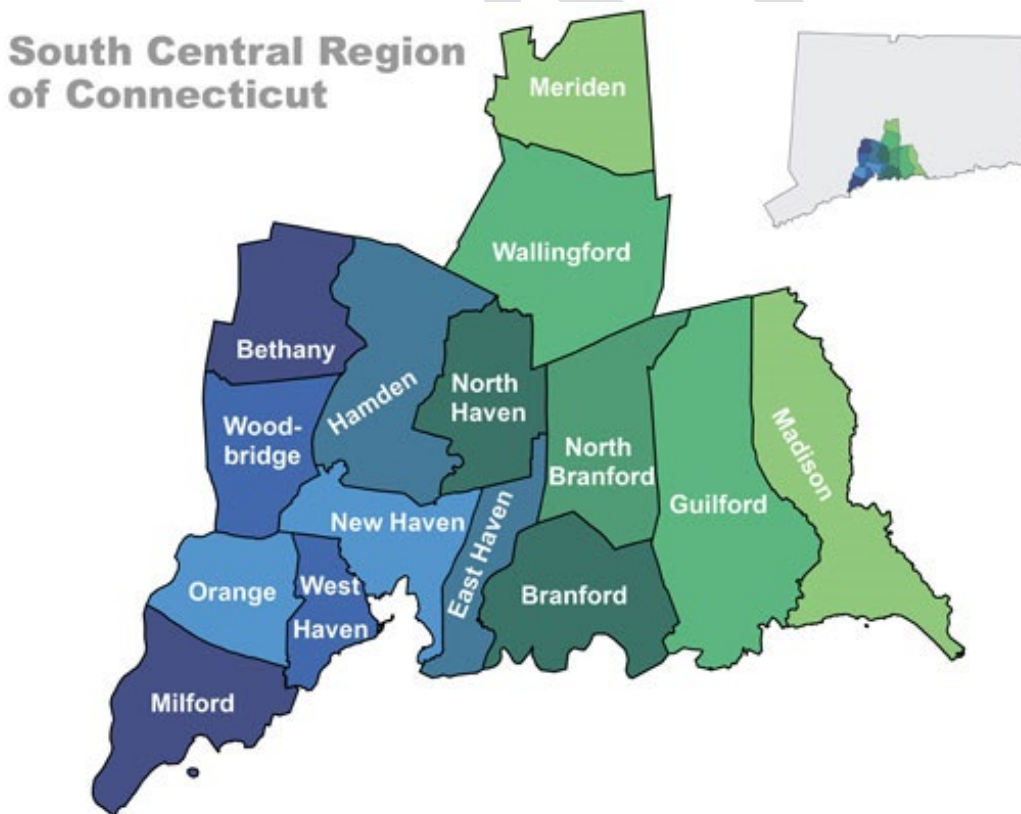 South Central Region
of Connecticut
Meriden
Wallingford
Bethany
Hamden
North
Haven
Wood-
bridge
North
Branford
Madison
Guilford
New Haven
East Haven
Orange
West
Haven
Branford
Milford